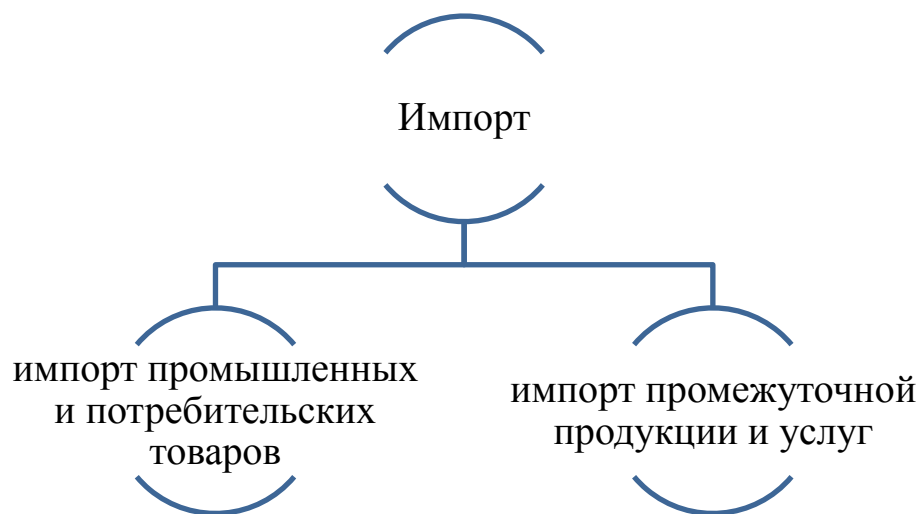 Импорт
импорт промышленных
и потребительских
товаров
импорт промежуточной
продукции и услуг